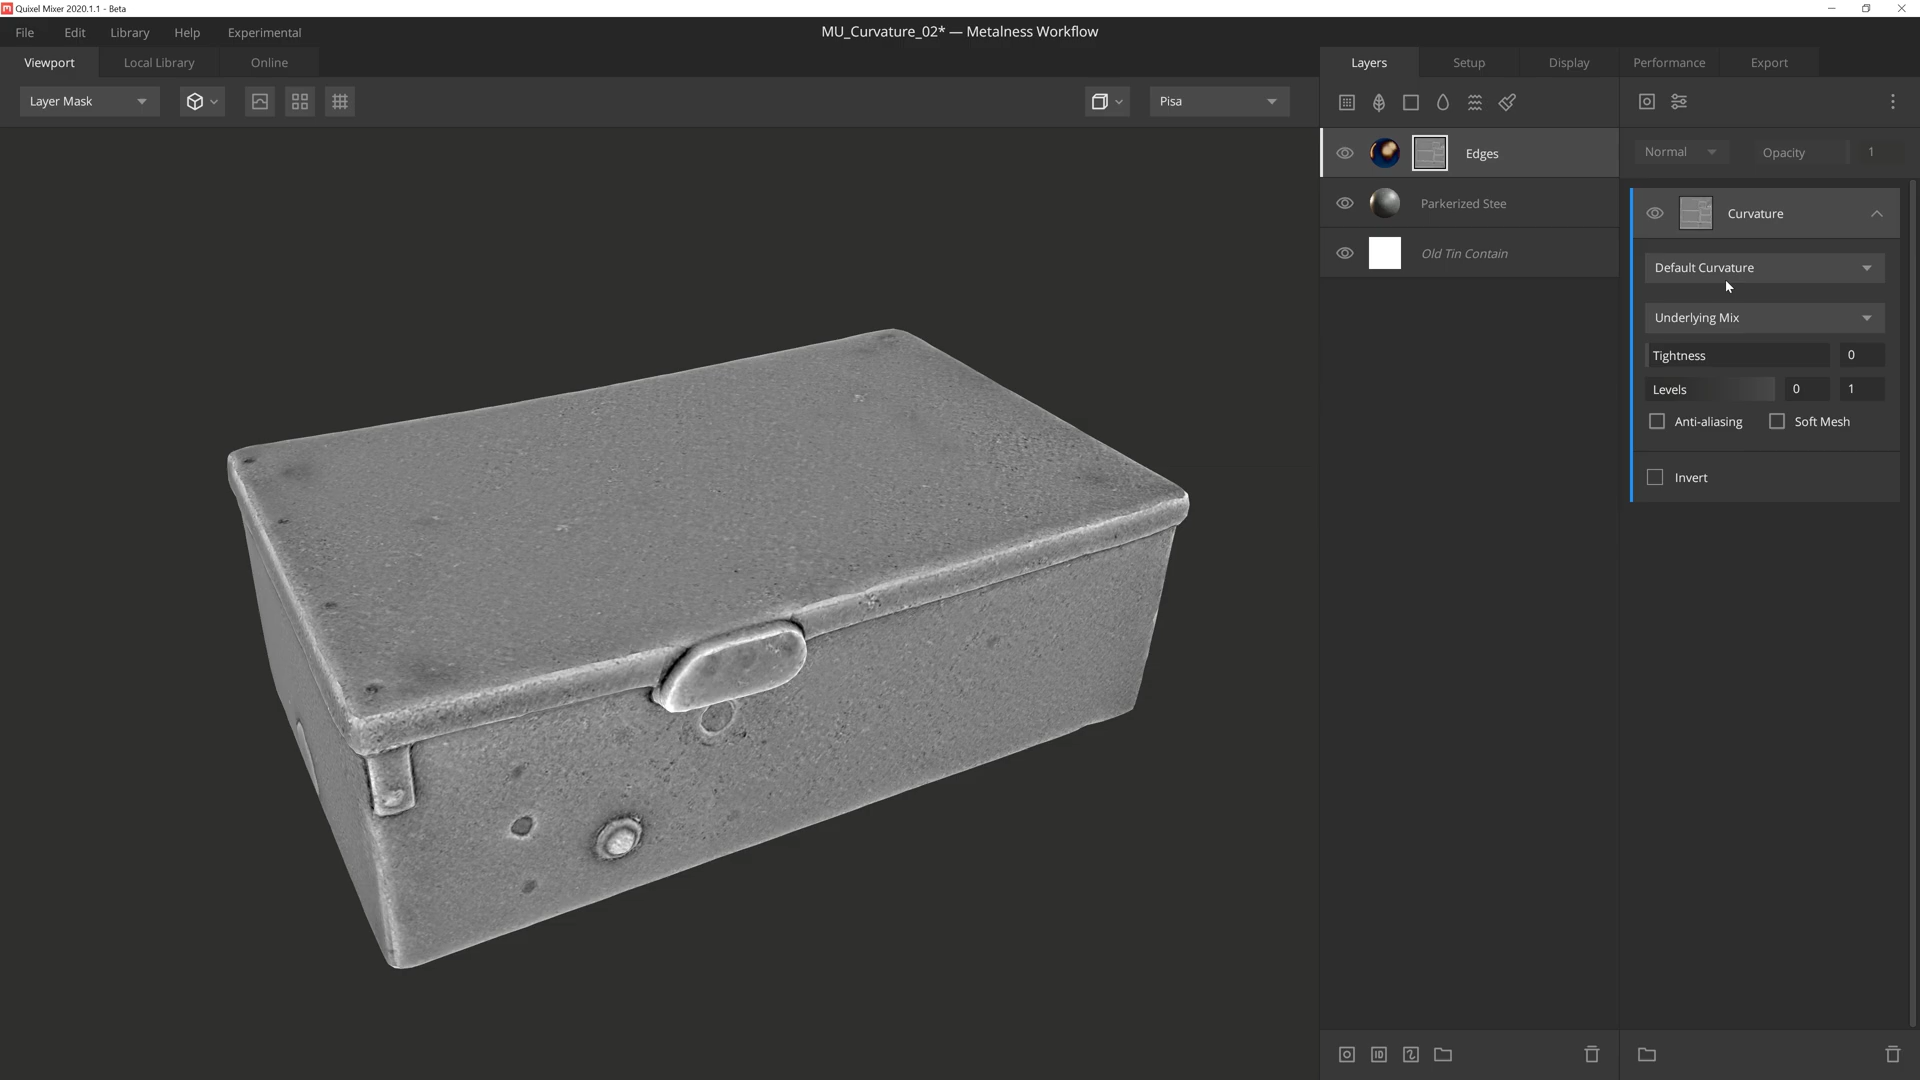 Quixel Mixer 2020.1.1 - Beta
File Edit Library Help Experimental
MU_Curvature_02* — Metalness Workflow
Viewport Local Library Online
Layers Setup Display Performance Export
Layer Mask
Pisa
Edges
Normal Opacity 1
Parkerized Stee
Curvature
Old Tin Contain
Default Curvature
Underlying Mix
Tightness 0
Levels 0 1
Anti-aliasing Soft Mesh
Invert
ID